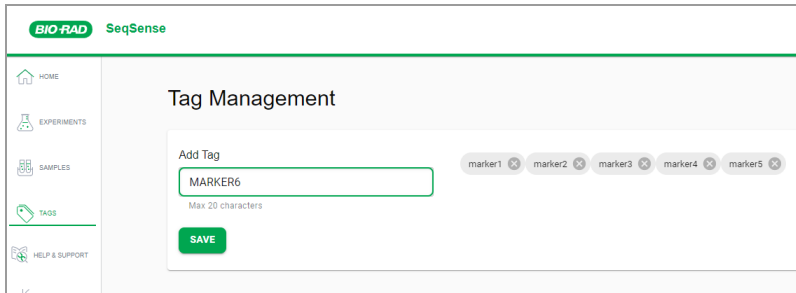 BIO-RAD SeqSense
HOME
EXPERIMENTS
SAMPLES
TAGS
HELP & SUPPORT
Tag Management
Add Tag
MARKER6
Max 20 characters
SAVE
marker1 marker2 marker3 marker4 marker5